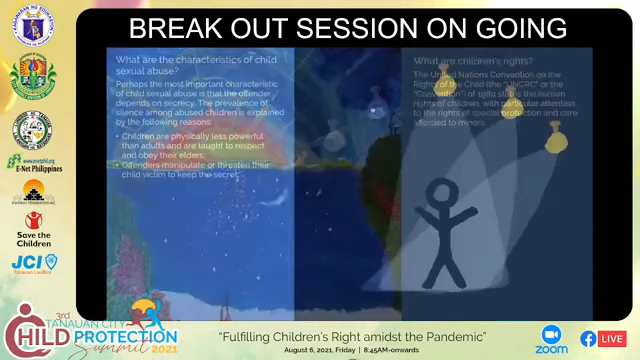 BREAK OUT SESSION ON GOING
What are the characteristics of child
sexual abuse?
Perhaps the most important characteristic
of child sexual abuse is that the offender
depends on secrecy. The prevalence of
silence among abused children is explained
by the following reasons:
• Children are physically less powerful
than adults and are taught to respect
and obey their elders;
• Offenders manipulate or threaten their
child victim to keep the secret;
What are children's rights?
The United Nations Convention on the
Rights of the Child (the "UNCRC" or the
"Convention") of 1989 states the human
rights of children, with particular attention
to the rights of special protection and care
afforded to minors
www.enetphil.org
E-Net Philippines
Save the
Children
JCI
Tanauan
3rd
TANAUAN CITY
CHILD PROTECTION
Summit 2021
"Fulfilling Children's Right amidst the Pandemic"
August 6, 2021, Friday | 8:45AM-onwards
zoom
LIVE